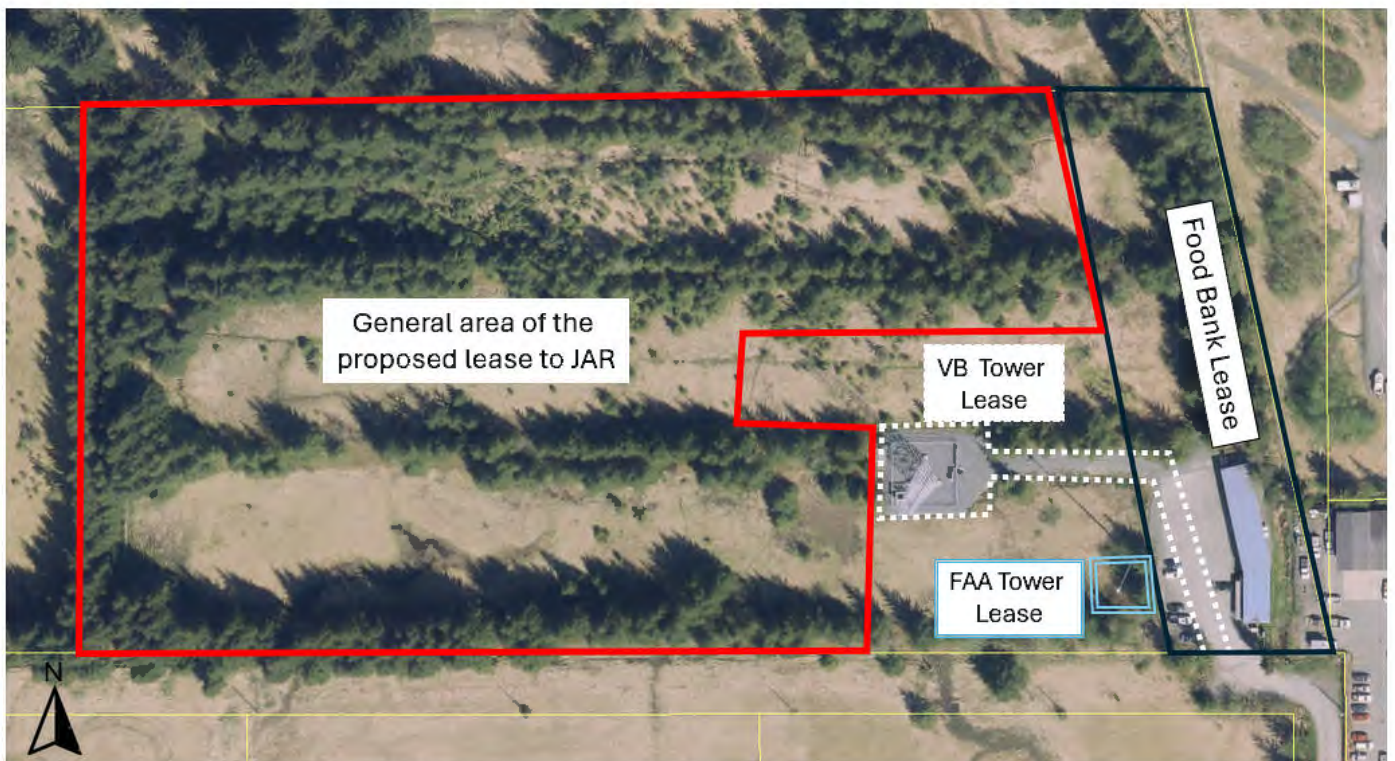 General area of the
proposed lease to JAR
VB Tower
Lease
Food Bank Lease
FAA Tower
Lease
N